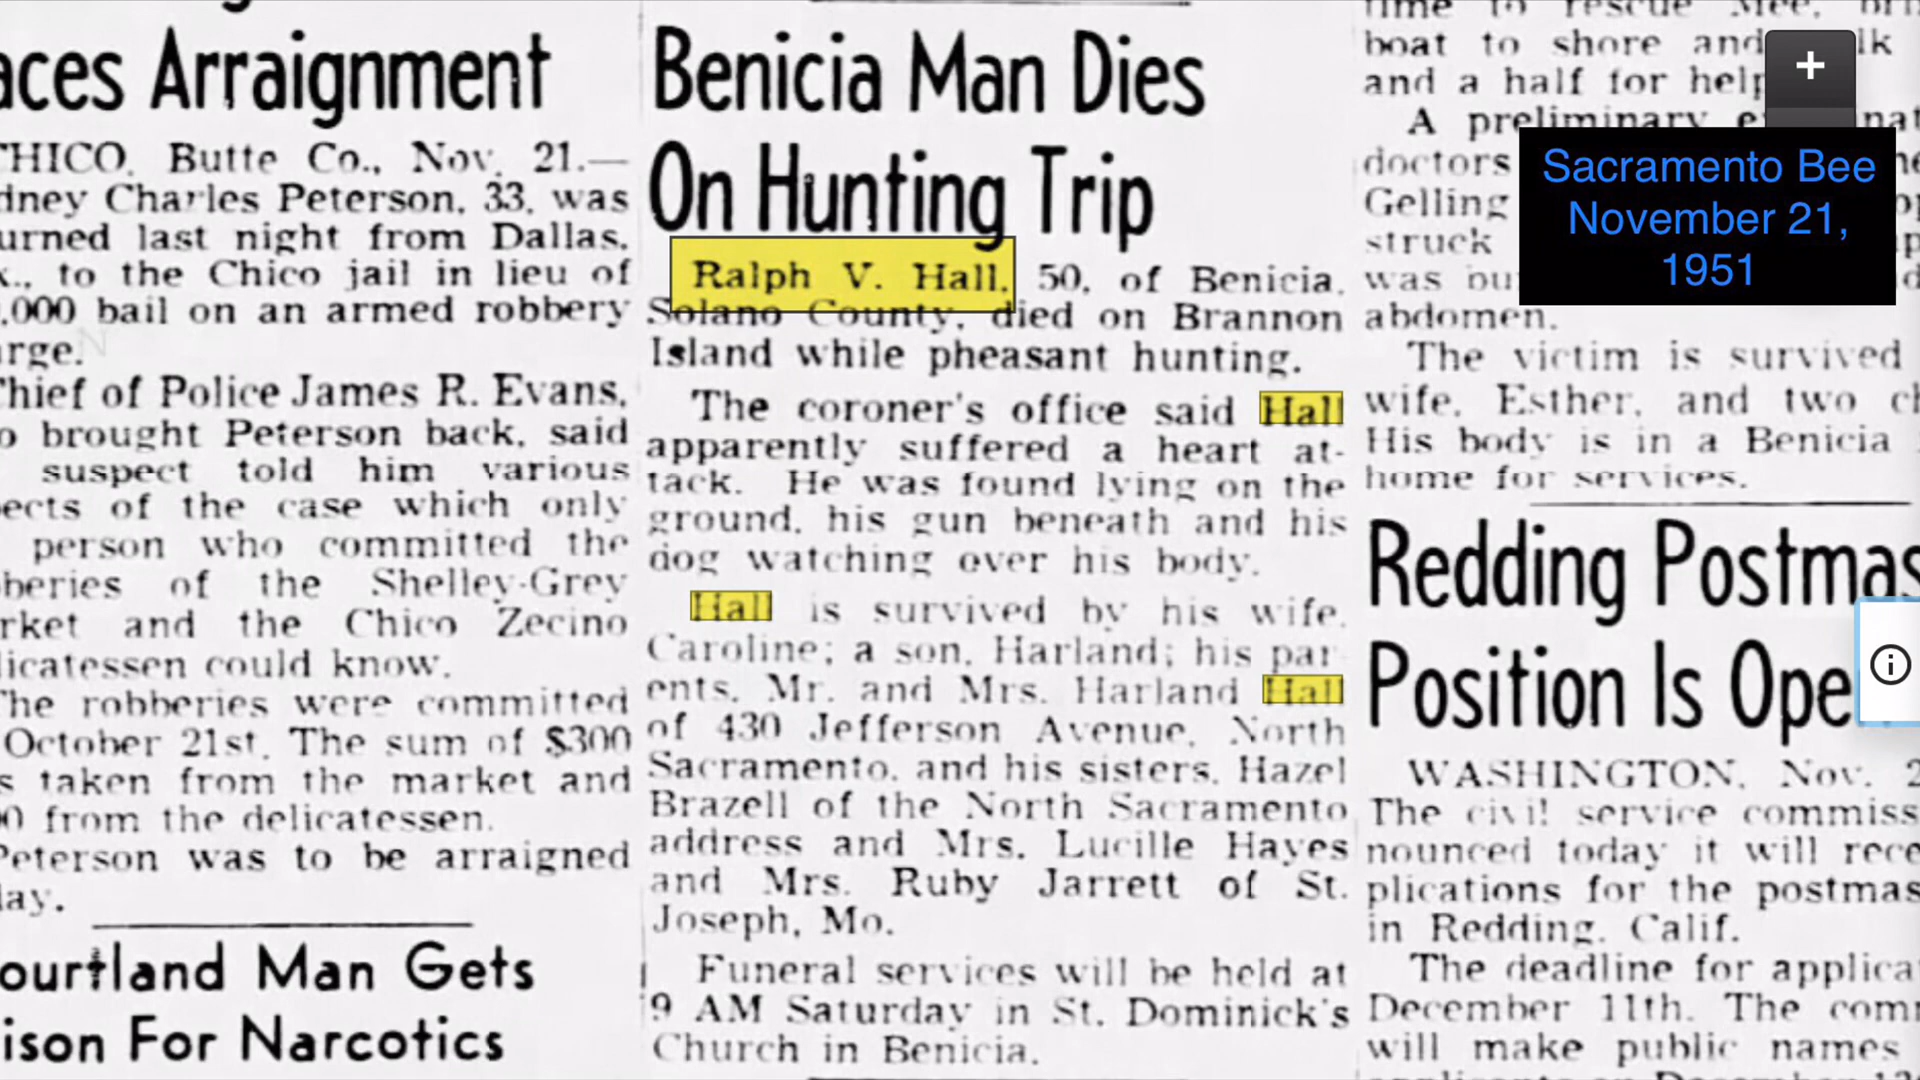 aces Arraignment
CHICO, Butte Co., Nov. 21.—
dney Charles Peterson, 33, was
urned last night from Dallas,
x., to the Chico jail in lieu of
,000 bail on an armed robbery
arge.
Chief of Police James R. Evans,
o brought Peterson back, said
suspect told him various
pects of the case which only
person who committed the
beries of the Shelley-Grey
rket and the Chico Zecino
licatessen could know.
The robberies were committed
October 21st. The sum of $300
s taken from the market and
0 from the delicatessen.
Peterson was to be arraigned
day.
ourtland Man Gets
ison For Narcotics
Benicia Man Dies
On Hunting Trip
Ralph V. Hall, 50, of Benicia,
Solano County, died on Brannon
Island while pheasant hunting.
The coroner's office said Hall
apparently suffered a heart at-
tack. He was found lying on the
ground, his gun beneath and his
dog watching over his body.
Hall is survived by his wife,
Caroline; a son, Harland; his par-
ents, Mr. and Mrs. Harland Hall
of 430 Jefferson Avenue, North
Sacramento, and his sisters, Hazel
Brazell of the North Sacramento
address and Mrs. Lucille Hayes
and Mrs. Ruby Jarrett of St.
Joseph, Mo.
Funeral services will be held at
9 AM Saturday in St. Dominick's
Church in Benicia.
time to rescue Mee,
boat to shore and lk
and a half for help
A preliminary
doctors
Gelling
struck
was bu
abdomen.
The victim is survived
wife, Esther, and two ch
His body is in a Benicia
home for services.
Redding Postmas
Position Is Ope
WASHINGTON, Nov. 2
The civil service commiss
nounced today it will rece
plications for the postmas
in Redding, Calif.
The deadline for applica
December 11th. The com
will make public names
Sacramento Bee
November 21,
1951